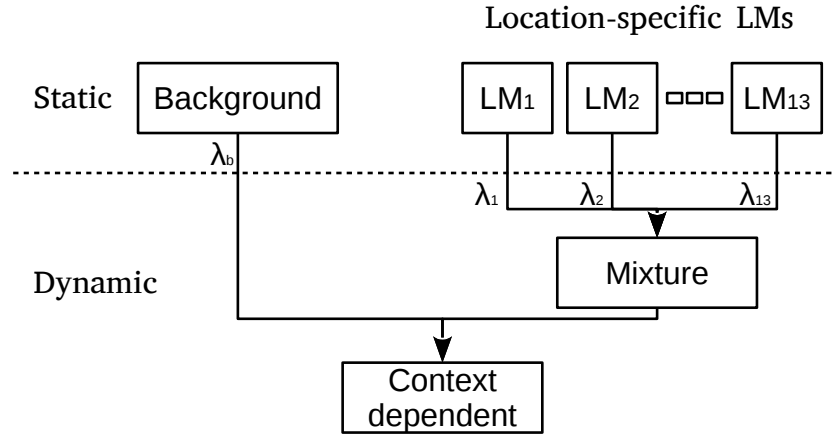 Location-specific LMs
Static
Background
LM₁
LM₂
LM₁₃
λb
λ₁
λ₂
λ₁₃
Mixture
Dynamic
Context
dependent